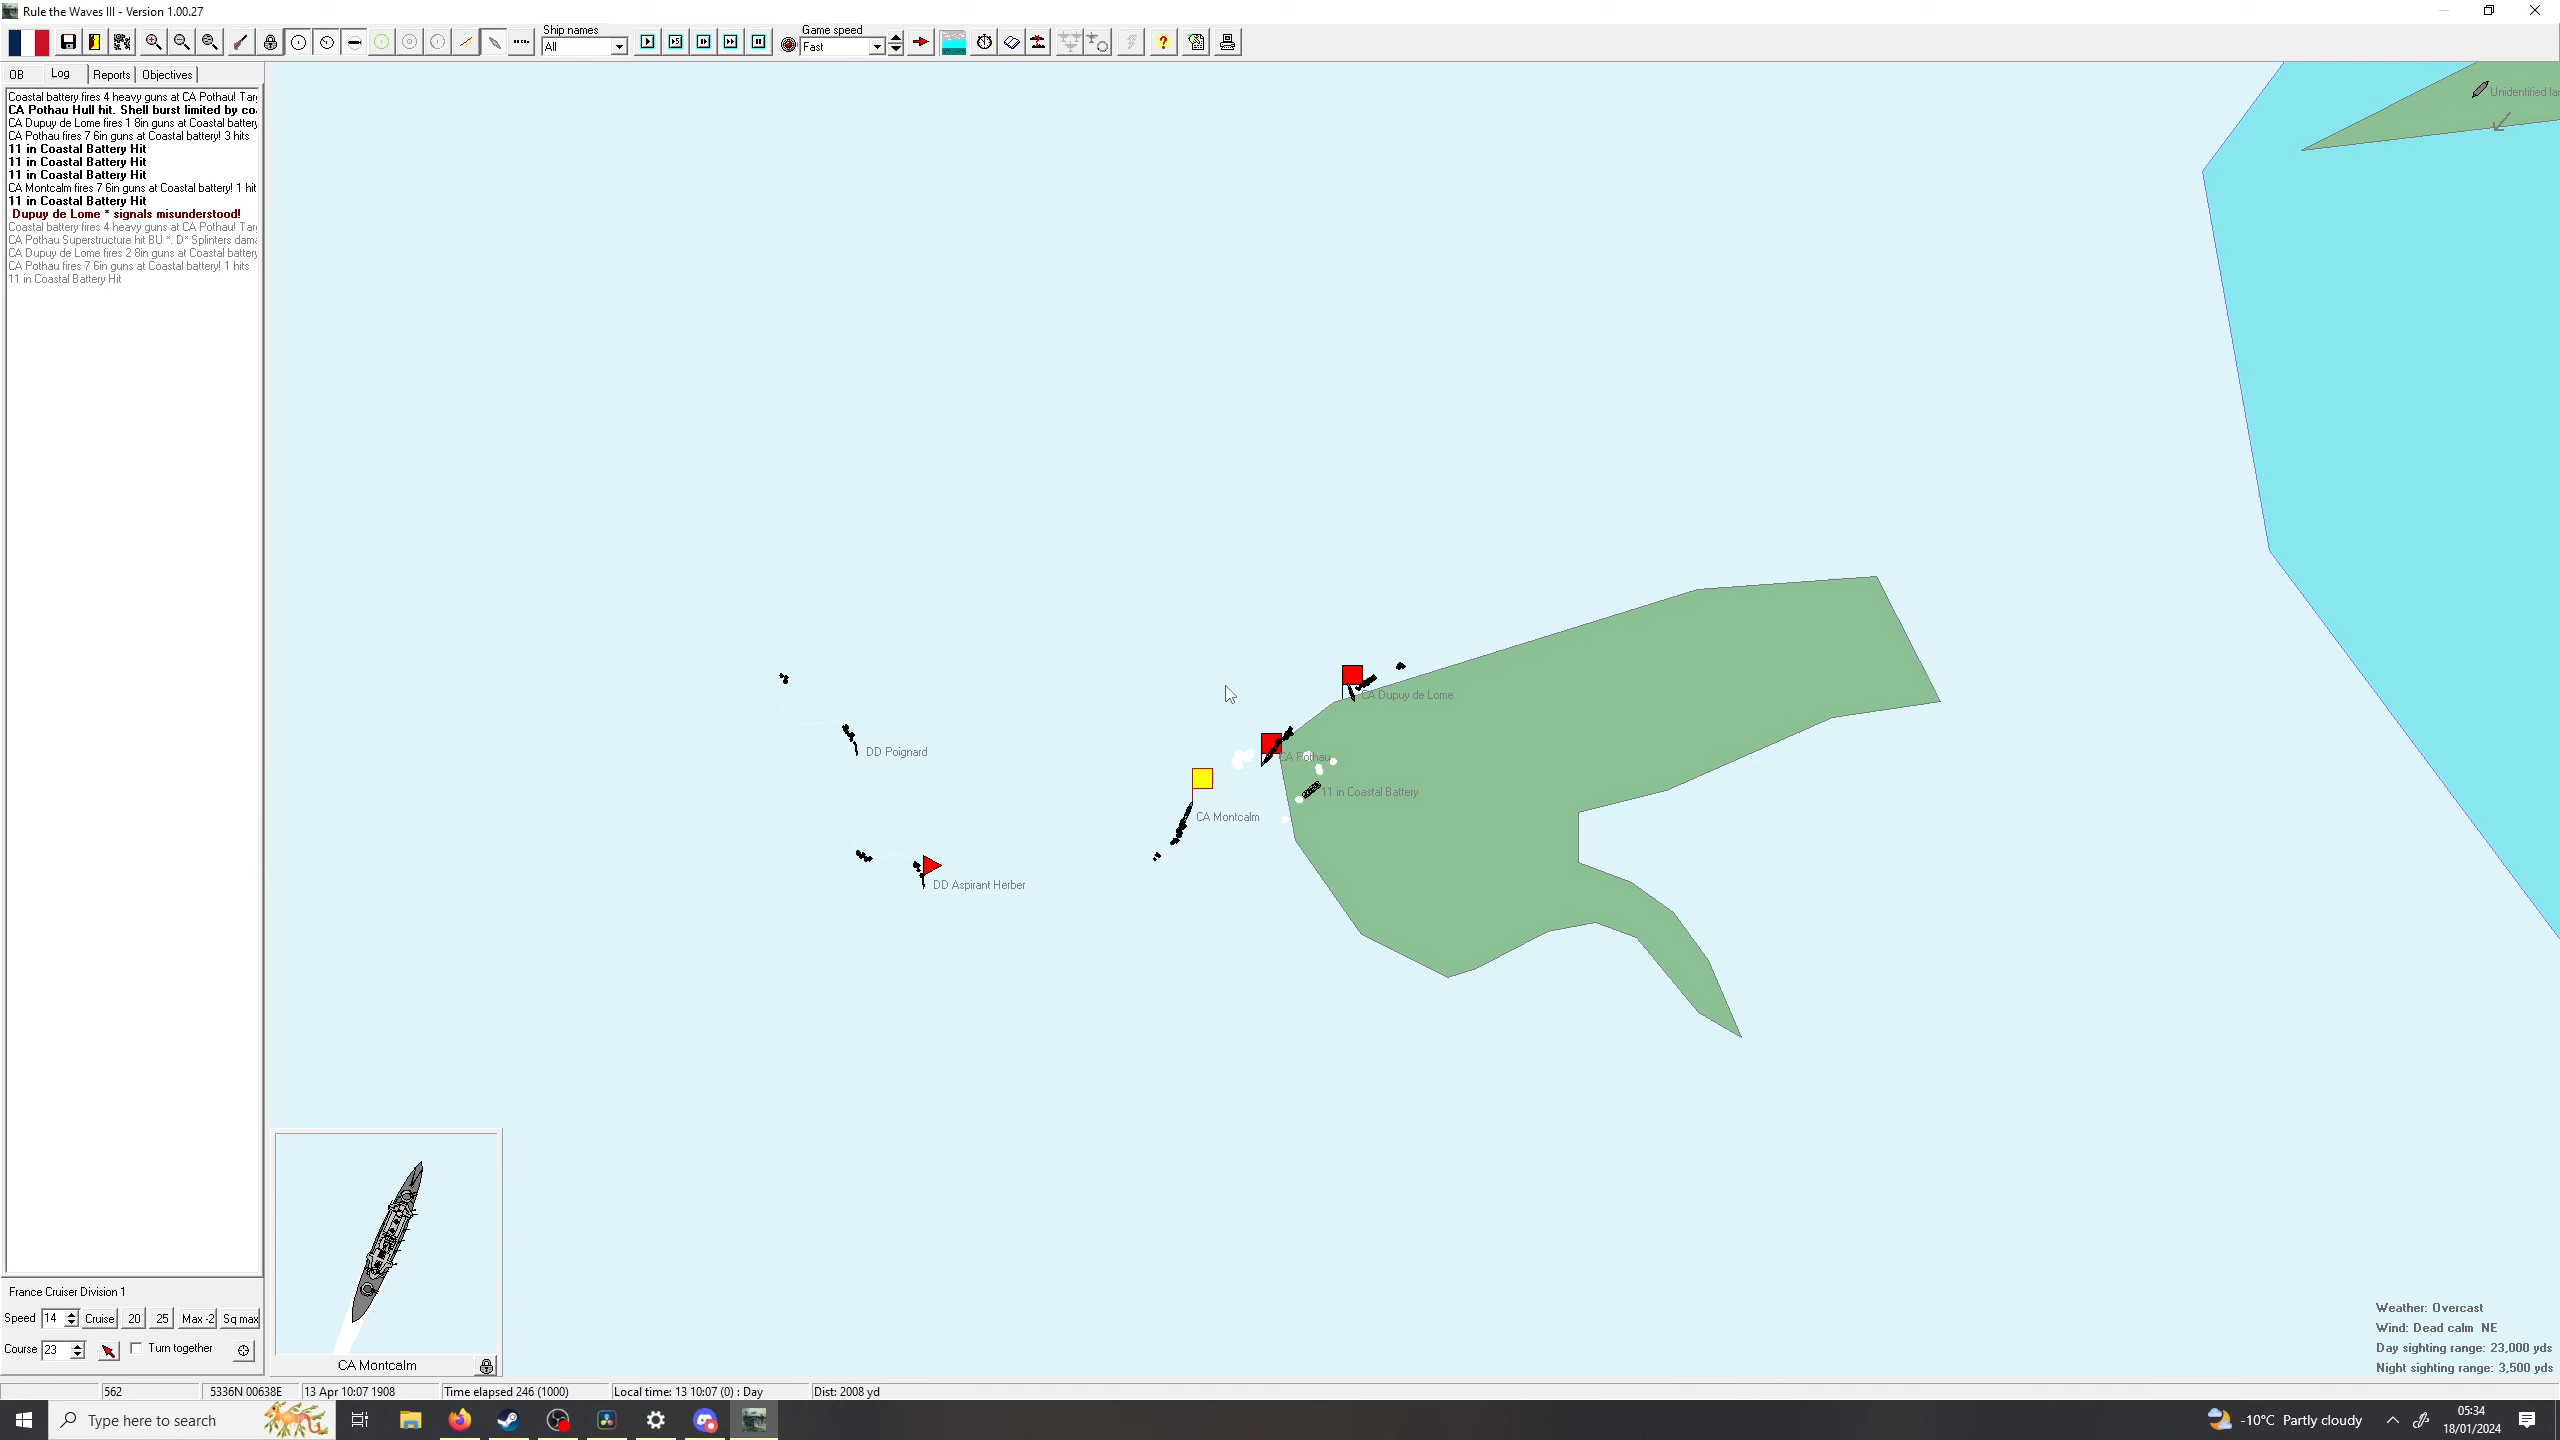 Rule the Waves III - Version 1.00.27
Ship names
All
Game speed
Fast
OB
Log
Reports
Objectives
Coastal battery fires 4 heavy guns at CA Pothau!
CA Pothau Hull hit. Shell burst limited by
CA Dupuy de Lome fires 1 8in guns at Coastal battery
CA Pothau fires 7 6in guns at Coastal battery! 3 hits
11 in Coastal Battery Hit
11 in Coastal Battery Hit
11 in Coastal Battery Hit
CA Montcalm fires 7 6in guns at Coastal battery! 1 hit
11 in Coastal Battery Hit
Dupuy de Lome * signals misunderstood!
Coastal battery fires 4 heavy guns at CA Pothau!
CA Pothau Superstructure hit BU *. D* Splinters
CA Dupuy de Lome fires 2 8in guns at Coastal battery
CA Pothau fires 7 6in guns at Coastal battery! 1 hits
11 in Coastal Battery Hit
Unidentified
CA Dupuy de Lome
DD Poignard
CA Pothau
11 in Coastal Battery
CA Montcalm
DD Aspirant Herber
France Cruiser Division 1
Speed 14 Cruise 20 25 Max -2 Sq max
Course 23 Turn together
CA Montcalm
Weather: Overcast
Wind: Dead calm NE
Day sighting range: 23,000 yds
Night sighting range: 3,500 yds
562
5336N 00638E
13 Apr 10:07 1908
Time elapsed 246 (1000)
Local time: 13 10:07 (0) : Day
Dist: 2008 yd
Type here to search
-10°C Partly cloudy
05:34
18/01/2024